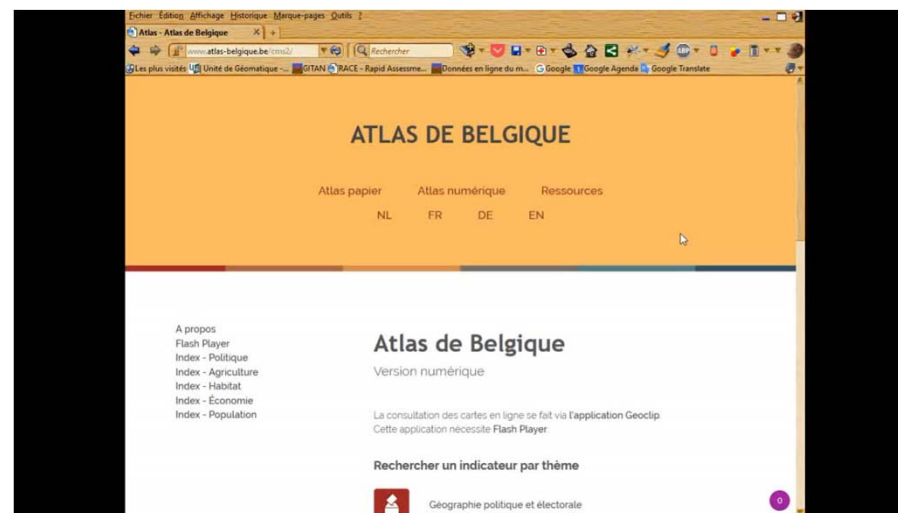 Fichier Édition Affichage Historique Marque-pages Outils ?
Atlas - Atlas de Belgique X +
www.atlas-belgique.be/cms2/ Rechercher
Les plus visités Unité de Géomatique -... GITAN RACE - Rapid Assessme... Données en ligne du m... Google Google Agenda Google Translate
ATLAS DE BELGIQUE
Atlas papier Atlas numérique Ressources
NL FR DE EN
A propos
Flash Player
Index - Politique
Index - Agriculture
Index - Habitat
Index - Économie
Index - Population
Atlas de Belgique
Version numérique
La consultation des cartes en ligne se fait via l'application Geoclip
Cette application nécessite Flash Player
Rechercher un indicateur par thème
Géographie politique et électorale
0